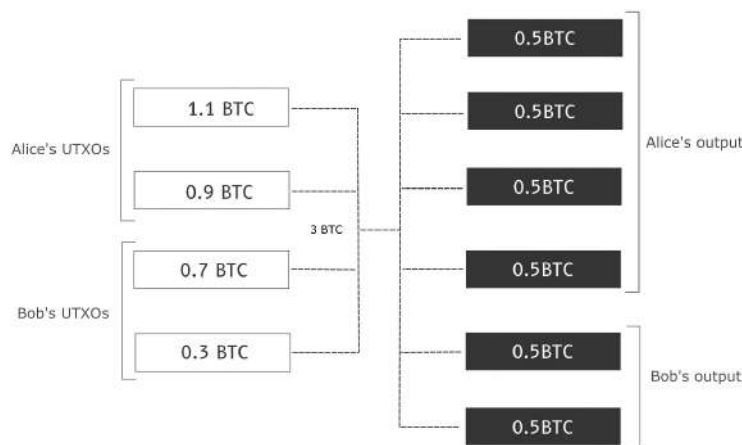 Alice's UTXOs
1.1 BTC
0.9 BTC
Bob's UTXOs
0.7 BTC
0.3 BTC
3 BTC
0.5BTC
0.5BTC
0.5BTC
0.5BTC
Alice's output
0.5BTC
0.5BTC
Bob's output